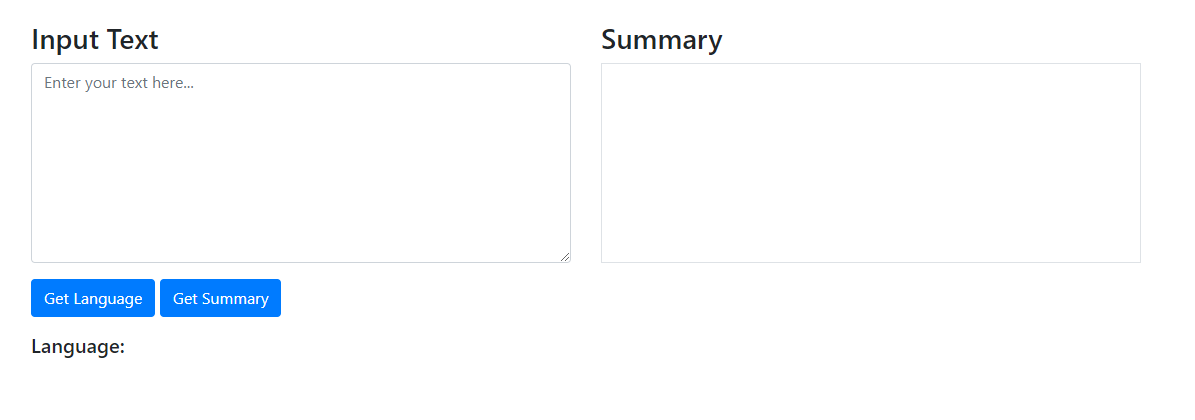 Input Text
Enter your text here...
Get Language Get Summary
Language:
Summary